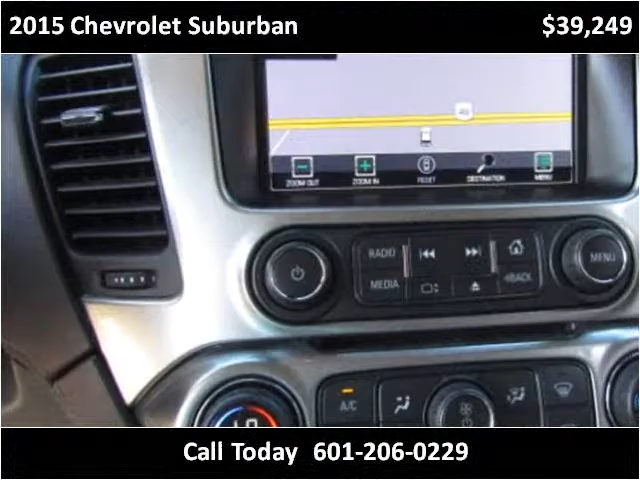 2015 Chevrolet Suburban $39,249
ZOOM OUT ZOOM IN RESET DESTINATION MENU
RADIO MENU
MEDIA BACK
A/C
LO
Call Today 601-206-0229